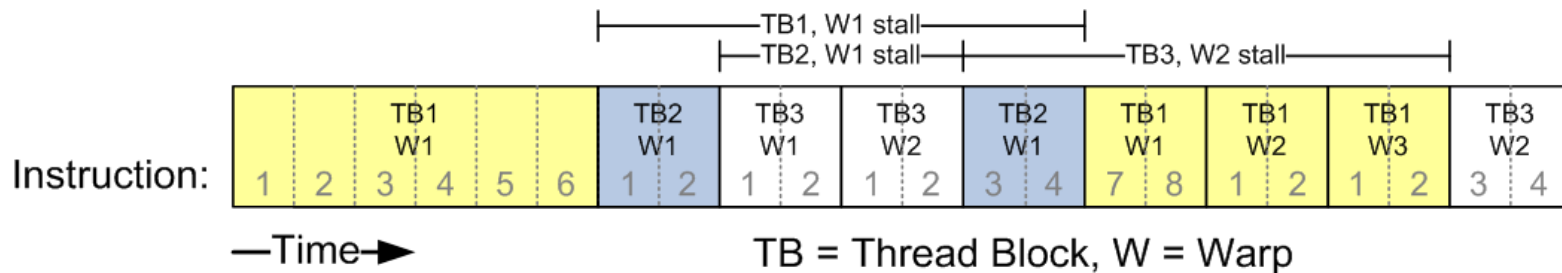 TB1, W1 stall
TB2, W1 stall
TB3, W2 stall
TB1 TB2 TB3 TB3 TB2 TB1 TB1 TB1 TB3
W1 W1 W1 W2 W1 W1 W2 W3 W2
Instruction: 1 2 3 4 5 6 1 2 1 2 1 2 3 4 7 8 1 2 1 2 3 4
Time
TB = Thread Block, W = Warp